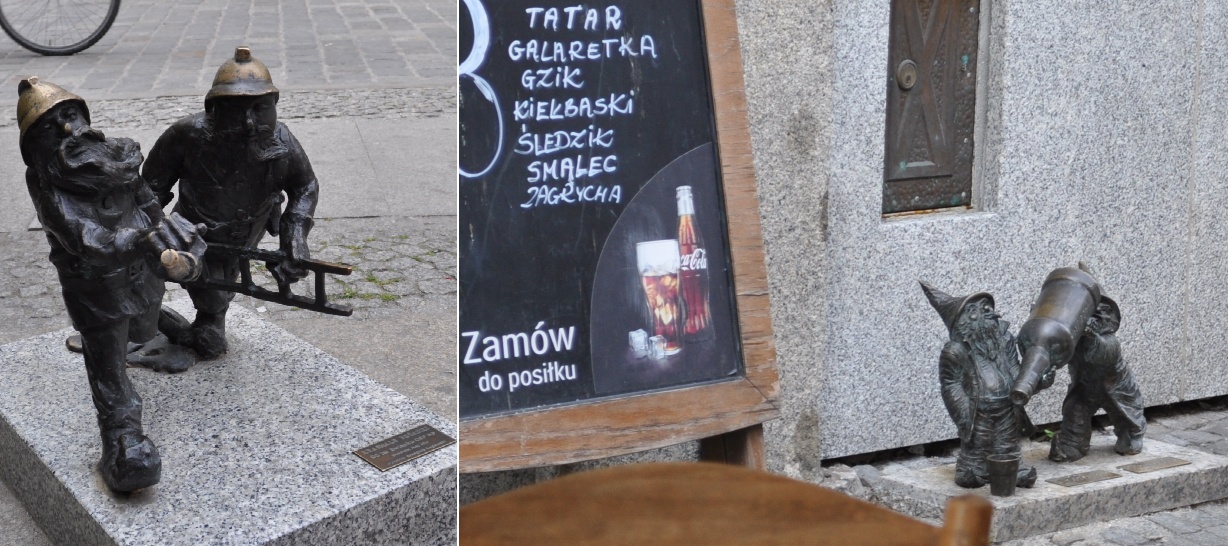 TATAR
GALARETKA
GZIK
KIEŁBASKI
ŚLEDZIK
SMALEC
ZAGRYCHA
Coca-Cola
Zamów
do posiłku